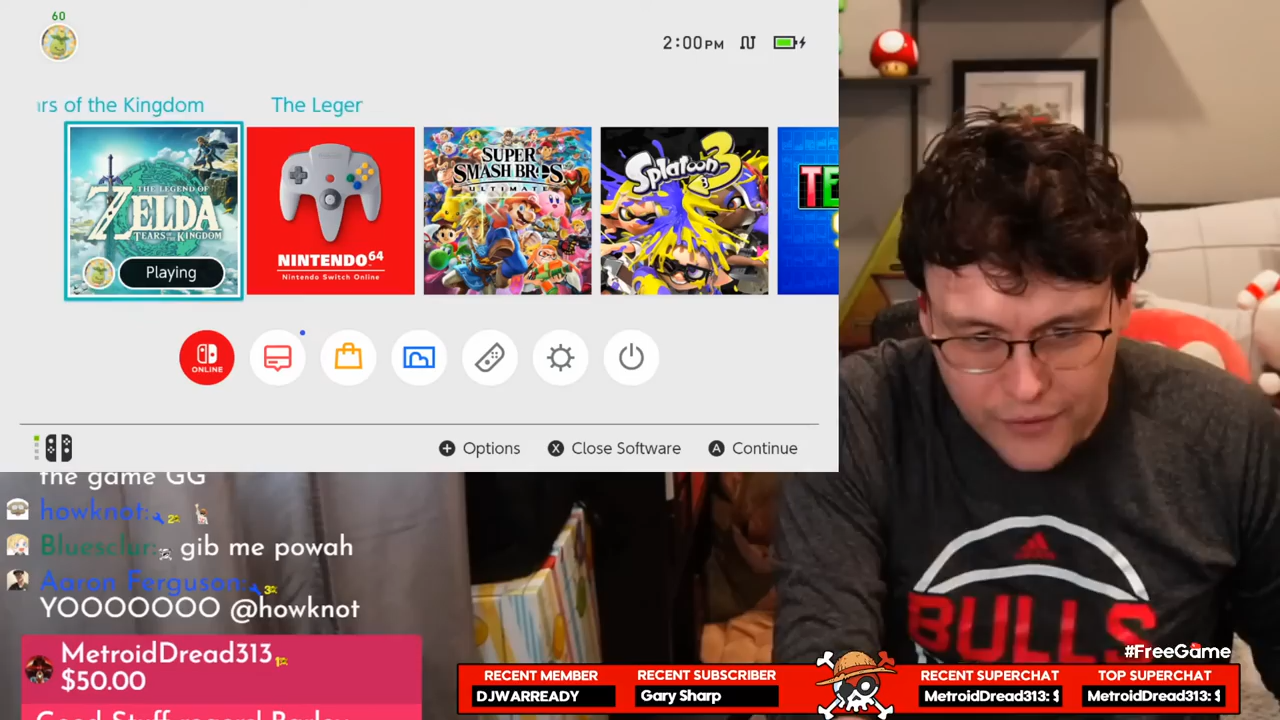 60
2:00PM
rs of the Kingdom
The Leger
THE LEGEND OF
ZELDA
TEARS OF THE KINGDOM
Playing
NINTENDO 64
Nintendo Switch Online
SUPER
SMASH BROS.
ULTIMATE
Splatoon 3
TE
ONLINE
+ Options
X Close Software
A Continue
the game GG
howknot:
Bluesclur: gib me powah
Aaron Ferguson:
YOOOOOOO @howknot
MetroidDread313
$50.00
BULLS
#FreeGame
RECENT MEMBER
DJWARREADY
RECENT SUBSCRIBER
Gary Sharp
RECENT SUPERCHAT
MetroidDread313: $
TOP SUPERCHAT
MetroidDread313: $